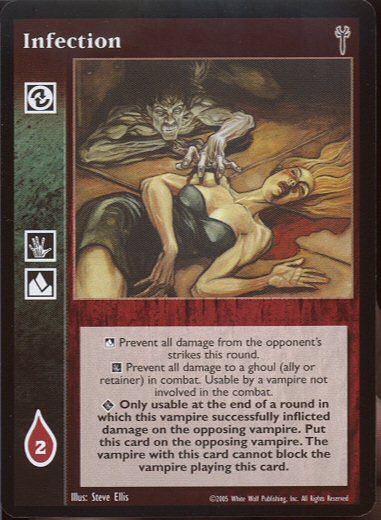 Infection
Prevent all damage from the opponent's
strikes this round.
Prevent all damage to a ghoul (ally or
retainer) in combat. Usable by a vampire not
involved in the combat.
Only usable at the end of a round in
which this vampire successfully inflicted
damage on the opposing vampire. Put
this card on the opposing vampire. The
vampire with this card cannot block the
vampire playing this card.
2
Illus: Steve Ellis
©2005 White Wolf Publishing, Inc. All Rights Reserved